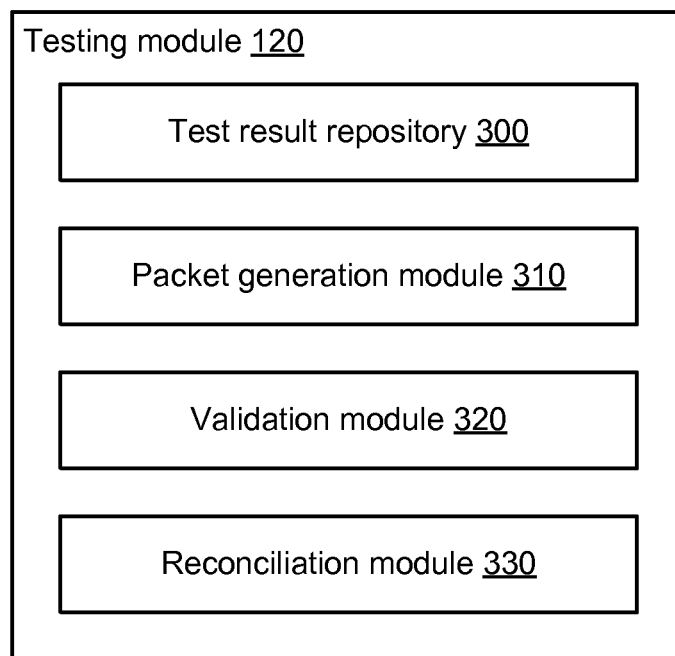 Testing module 120
Test result repository 300
Packet generation module 310
Validation module 320
Reconciliation module 330